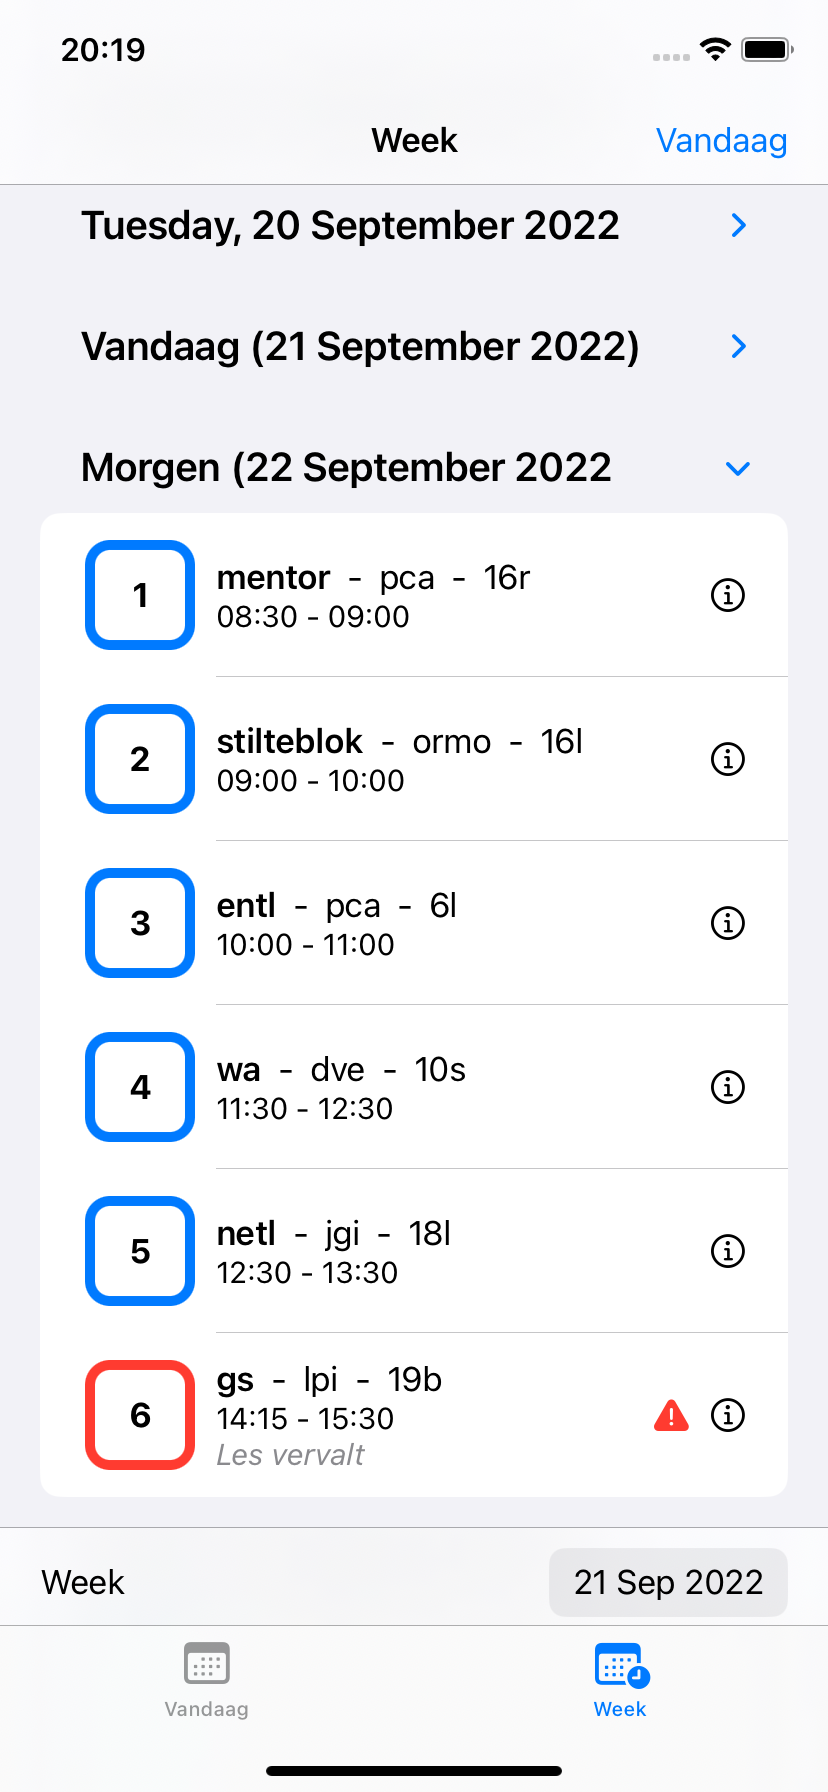 20:19
Week
Vandaag
Tuesday, 20 September 2022
Vandaag (21 September 2022)
Morgen (22 September 2022
1
mentor - pca - 16r
08:30 - 09:00
2
stilteblok - ormo - 16l
09:00 - 10:00
3
entl - pca - 6l
10:00 - 11:00
4
wa - dve - 10s
11:30 - 12:30
5
netl - jgi - 18l
12:30 - 13:30
6
gs - lpi - 19b
14:15 - 15:30
Les vervalt
Week
21 Sep 2022
Vandaag
Week